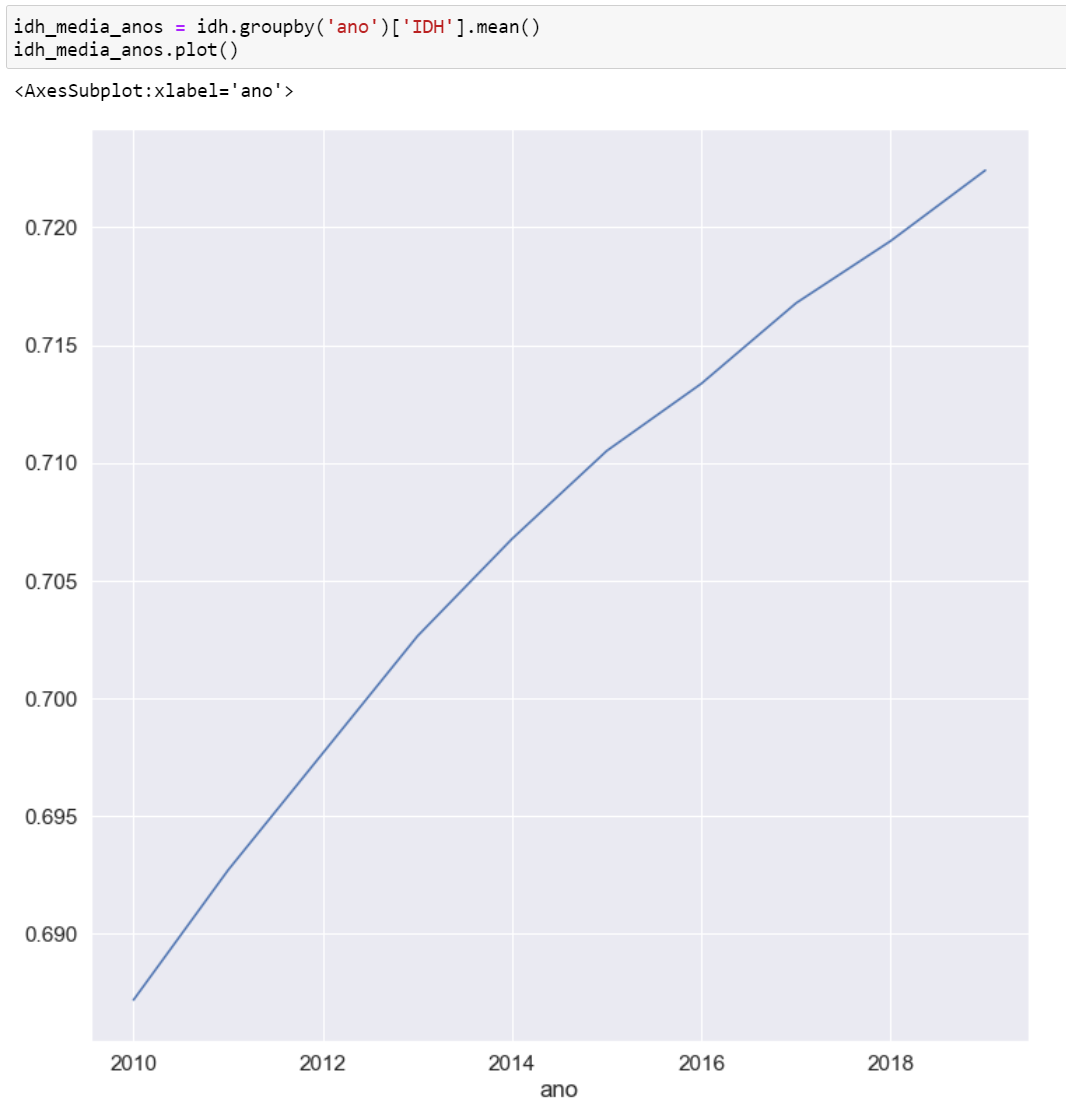 idh_media_anos = idh.groupby('ano')['IDH'].mean()
idh_media_anos.plot()
<AxesSubplot:xlabel='ano'>
0.720
0.715
0.710
0.705
0.700
0.695
0.690
2010 2012 2014 2016 2018
ano